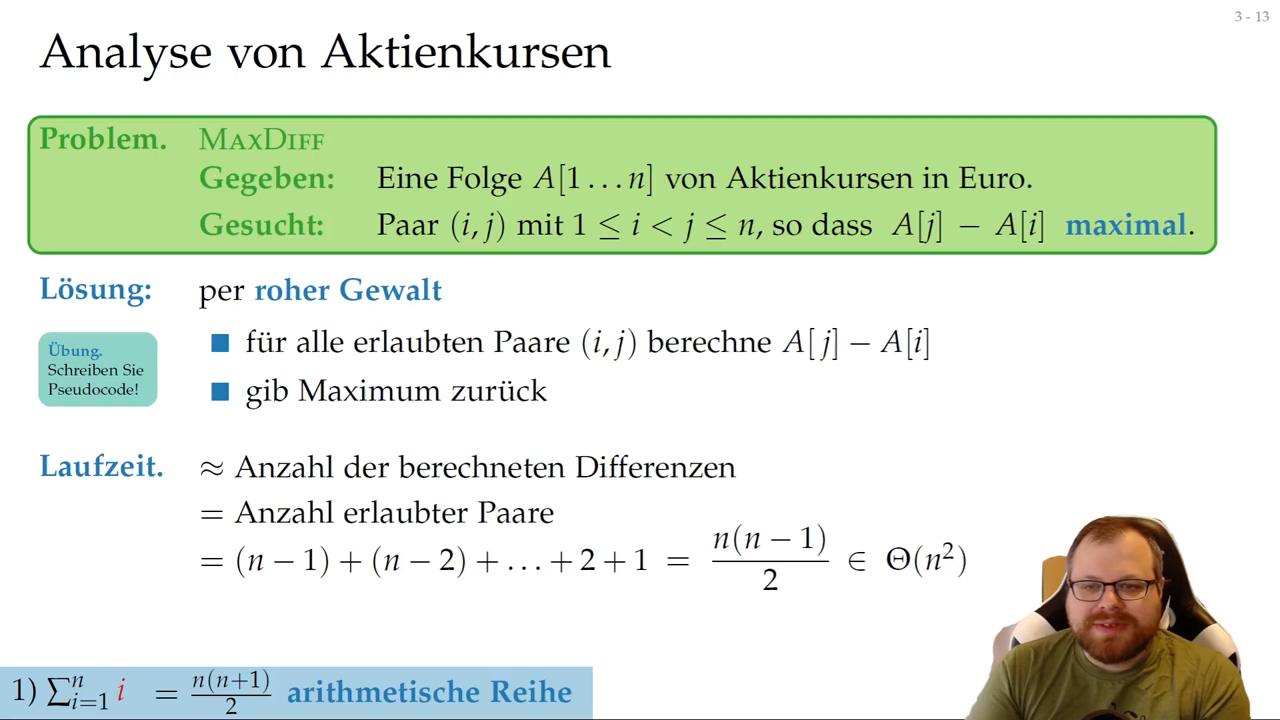 3 - 13
Analyse von Aktienkursen
Problem. MAXDIFF
Gegeben: Eine Folge A[1 . . . n] von Aktienkursen in Euro.
Gesucht: Paar (i, j) mit 1 ≤ i < j ≤ n, so dass A[j] − A[i] maximal.
Lösung: per roher Gewalt
■ für alle erlaubten Paare (i, j) berechne A[j] − A[i]
■ gib Maximum zurück
Übung.
Schreiben Sie
Pseudocode!
Laufzeit. ≈ Anzahl der berechneten Differenzen
= Anzahl erlaubter Paare
= (n − 1) + (n − 2) + . . . + 2 + 1 = n(n − 1)/2 ∈ Θ(n²)
1) ∑ᵢ₌₁ⁿ i = n(n+1)/2 arithmetische Reihe